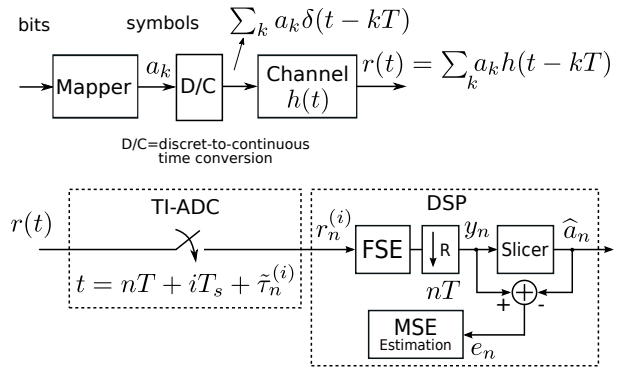 bits
symbols
∑_k a_k δ(t − kT)
Mapper
a_k
D/C
Channel
h(t)
r(t) = ∑_k a_k h(t − kT)
D/C=discret-to-continuous
time conversion
r(t)
TI-ADC
t = nT + iT_s + τ̃_n^{(i)}
DSP
r_n^{(i)}
FSE
↓ R
nT
y_n
Slicer
â_n
+
-
e_n
MSE
Estimation